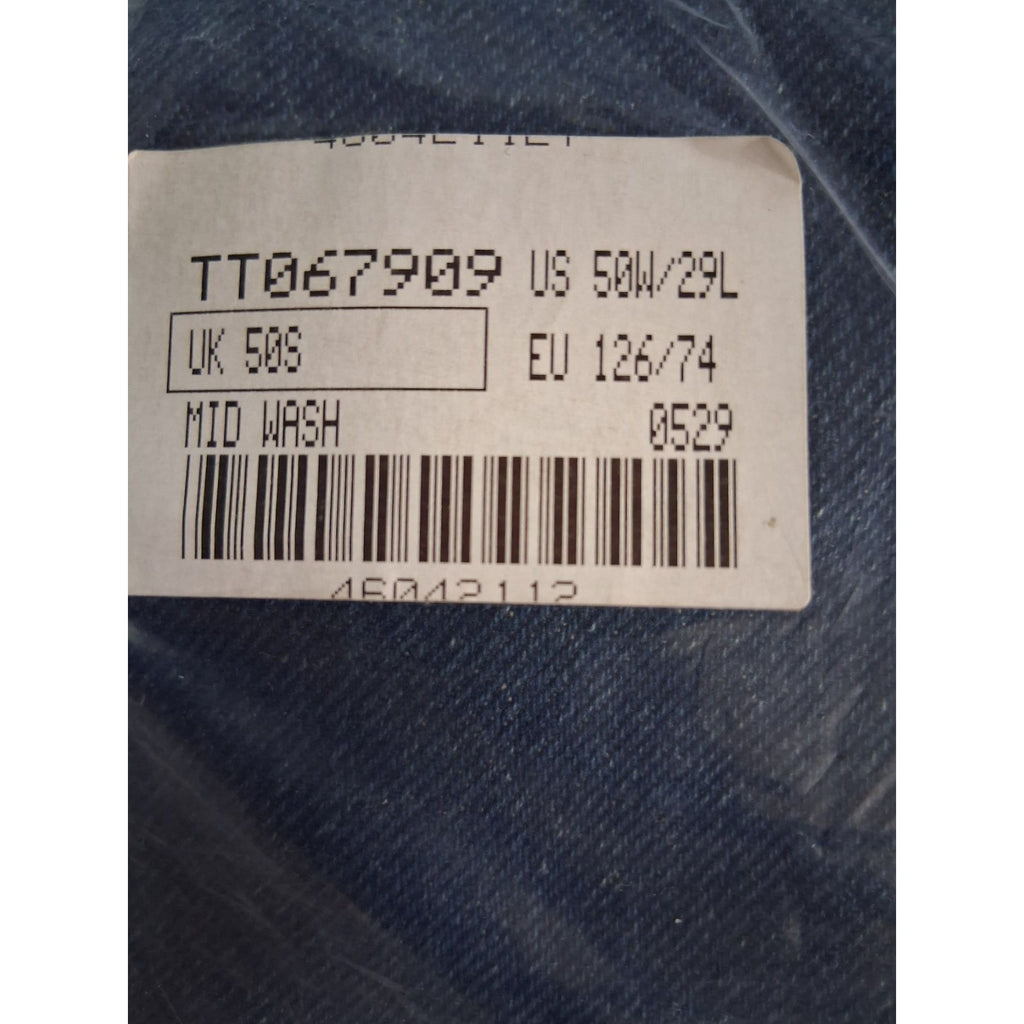 TT067909 US 50W/29L
UK 50S EU 126/74
MID WASH 0529
46042112